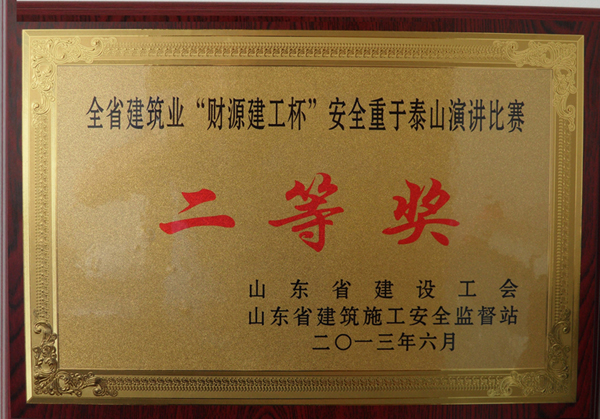 全省建筑业“财源建工杯”安全重于泰山演讲比赛
二等奖
山东省建设工会
山东省建筑施工安全监督站
二〇一三年六月